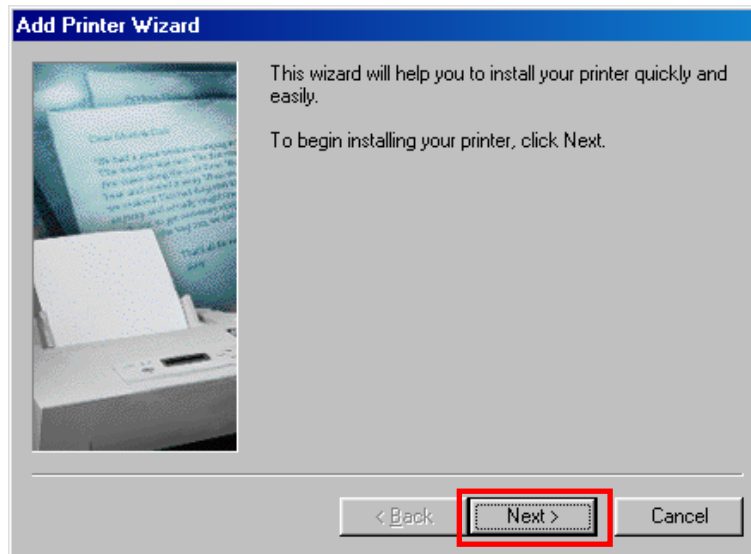 Add Printer Wizard
This wizard will help you to install your printer quickly and
easily.
To begin installing your printer, click Next.
< Back
Next >
Cancel